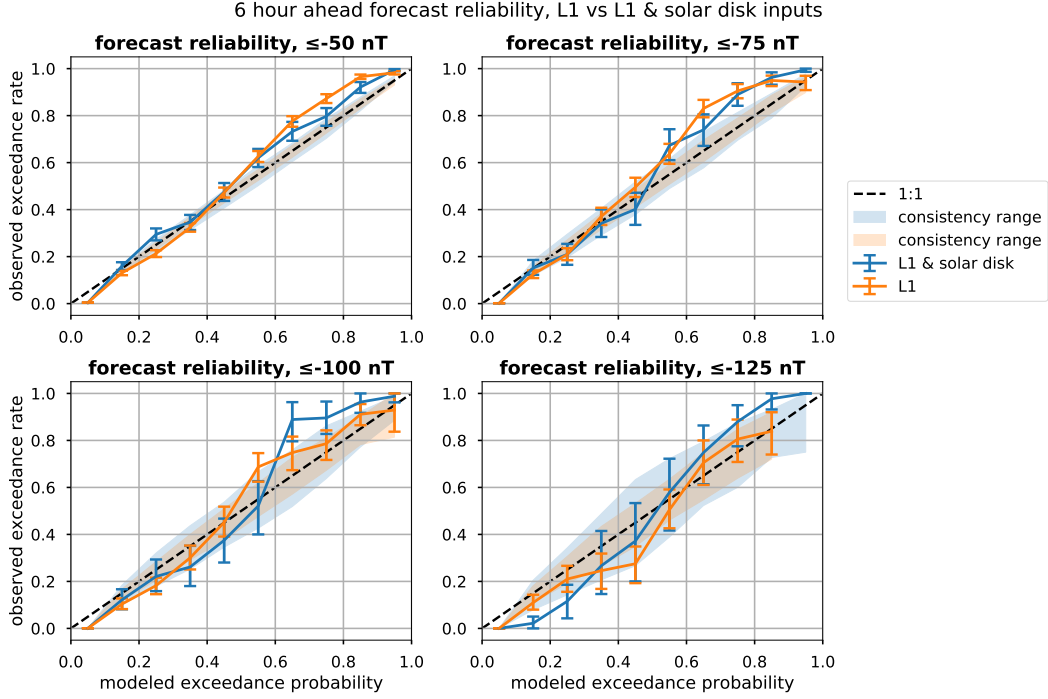 6 hour ahead forecast reliability, L1 vs L1 & solar disk inputs
forecast reliability, ≤-50 nT
observed exceedance rate
1.0
0.8
0.6
0.4
0.2
0.0
0.0 0.2 0.4 0.6 0.8 1.0
forecast reliability, ≤-75 nT
1.0
0.8
0.6
0.4
0.2
0.0
0.0 0.2 0.4 0.6 0.8 1.0
1:1
consistency range
consistency range
L1 & solar disk
L1
forecast reliability, ≤-100 nT
observed exceedance rate
1.0
0.8
0.6
0.4
0.2
0.0
0.0 0.2 0.4 0.6 0.8 1.0
modeled exceedance probability
forecast reliability, ≤-125 nT
1.0
0.8
0.6
0.4
0.2
0.0
0.0 0.2 0.4 0.6 0.8 1.0
modeled exceedance probability